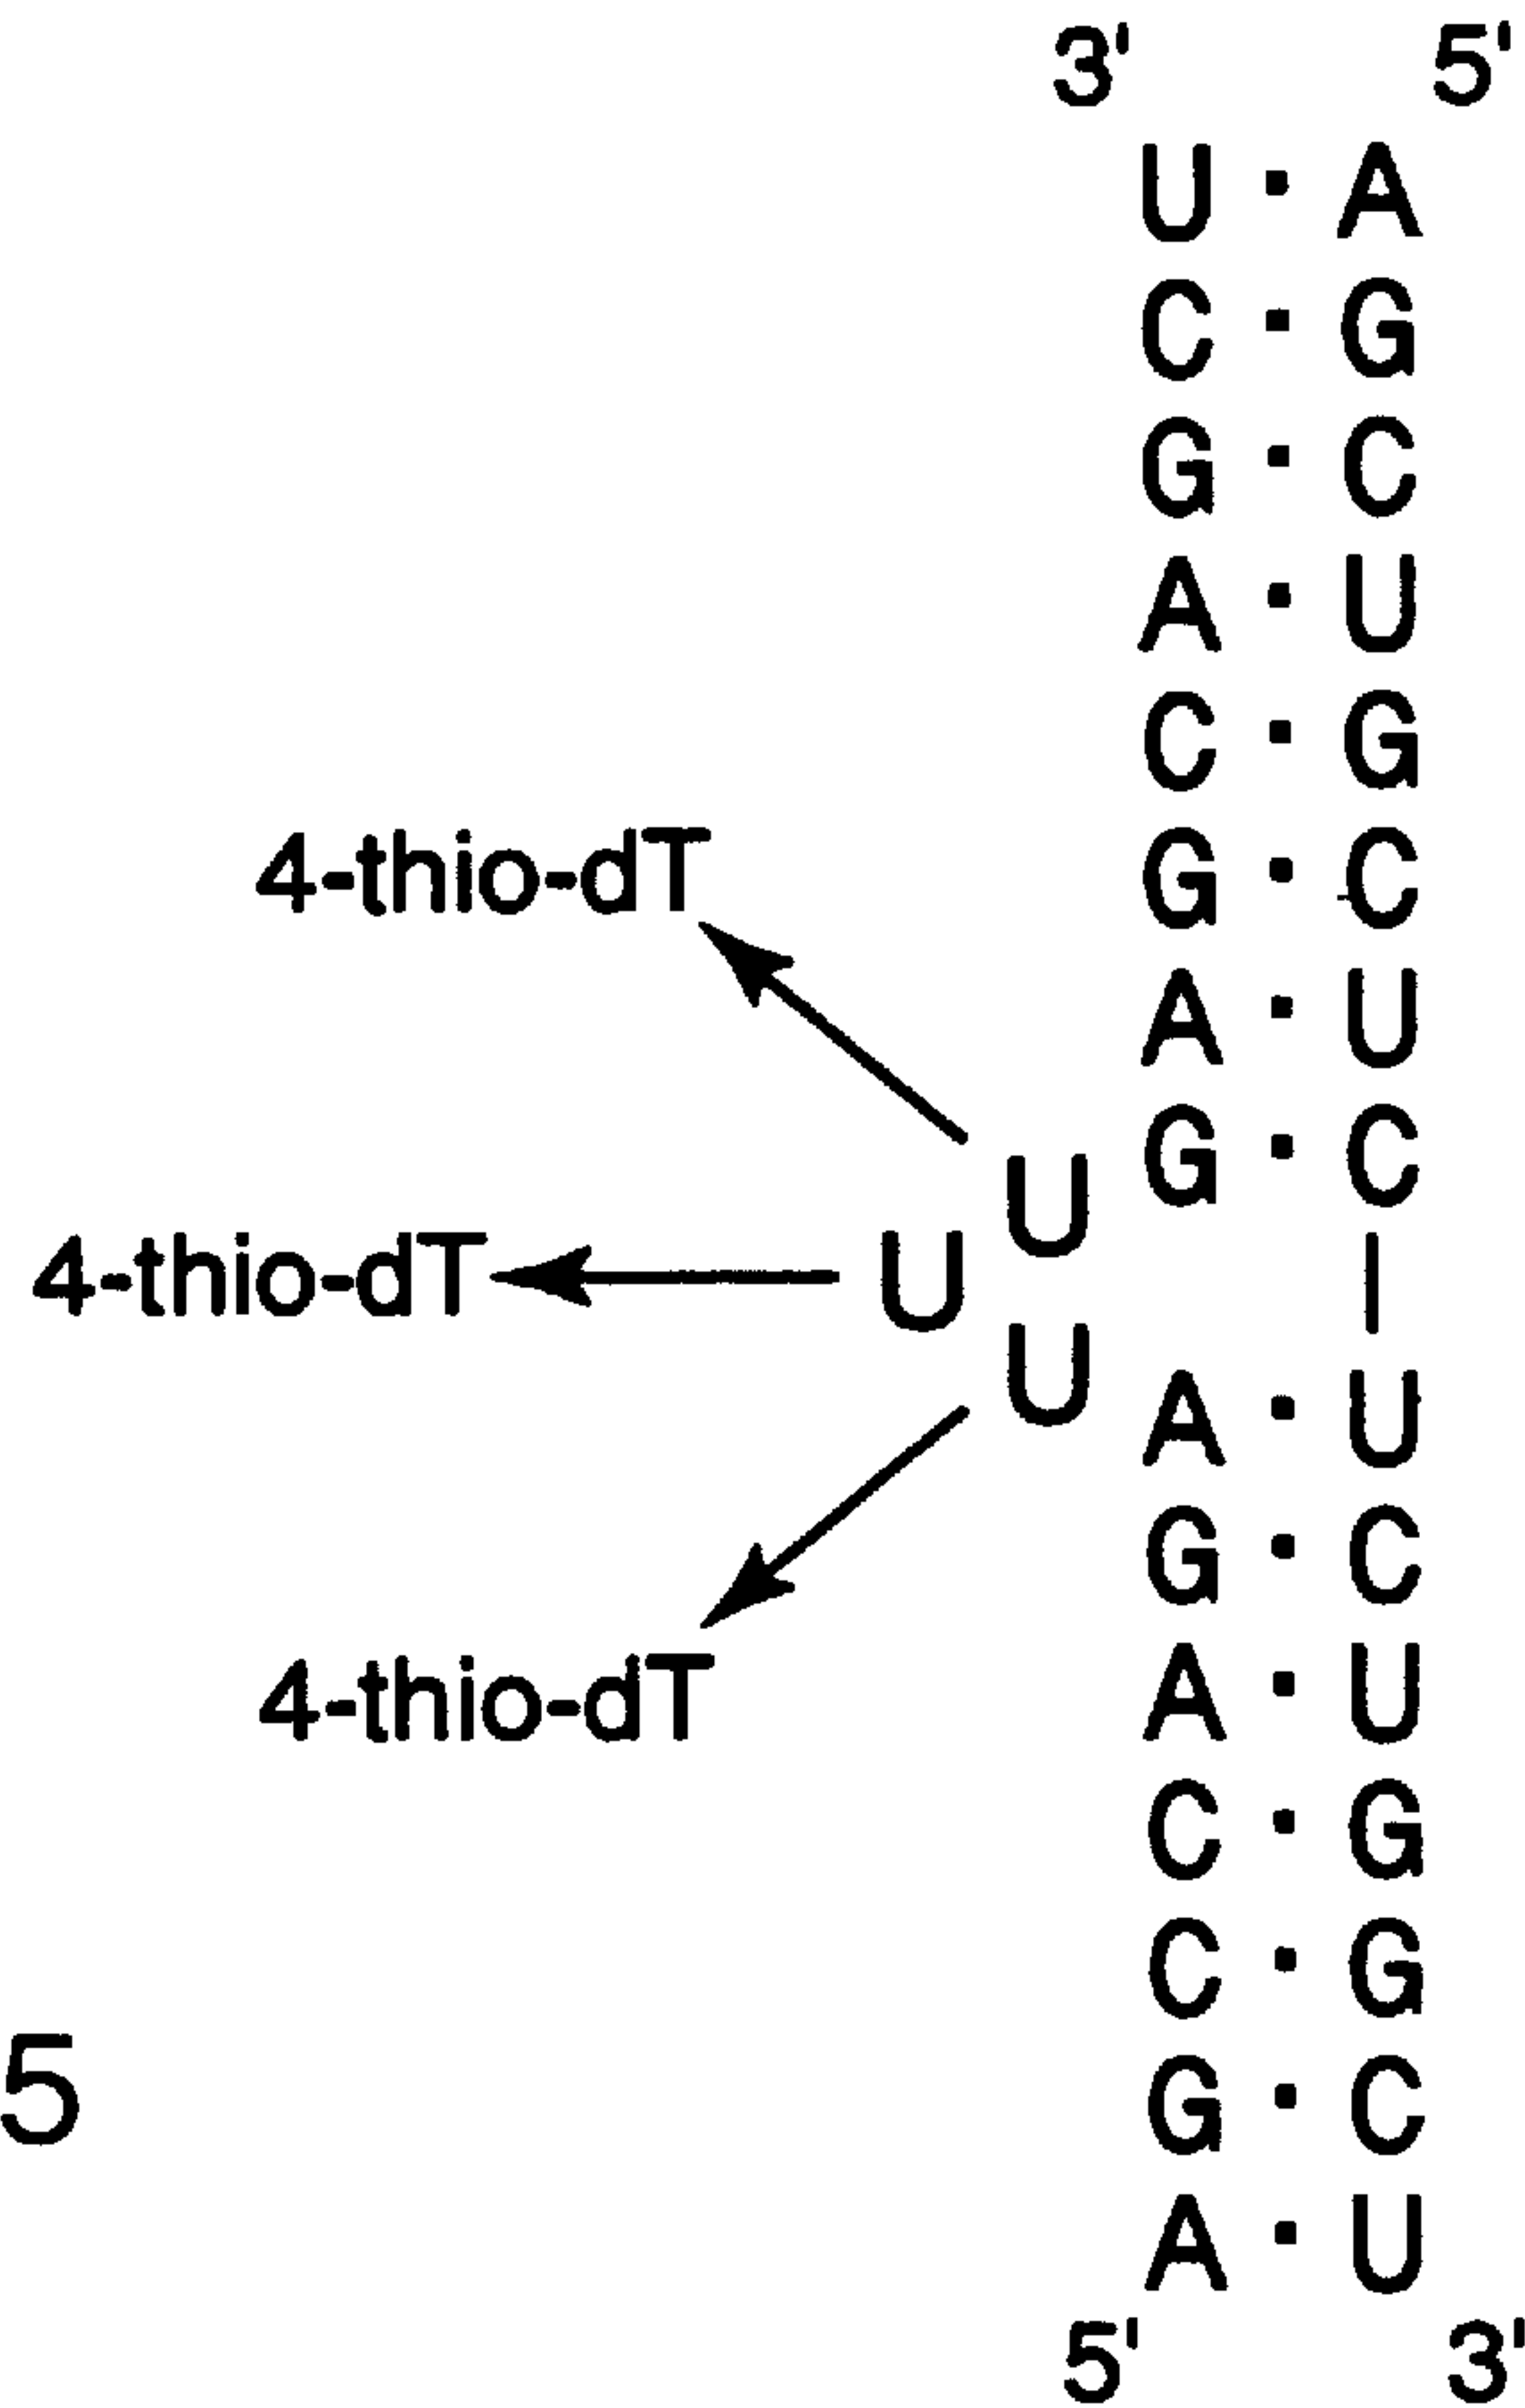 3' 5'
U · A
C · G
G · C
A · U
C · G
4-thio-dT G · C
A · U
U G · C
4-thio-dT U
U A · U
G · C
4-thio-dT A · U
C · G
C · G
5 G · C
A · U
5' 3'